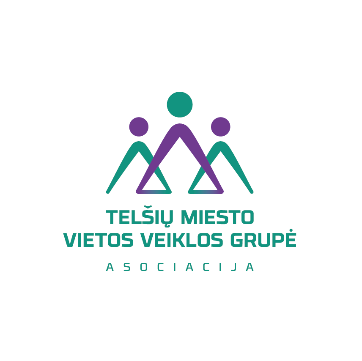 TELŠIŲ MIESTO
VIETOS VEIKLOS GRUPĖ
ASOCIACIJA